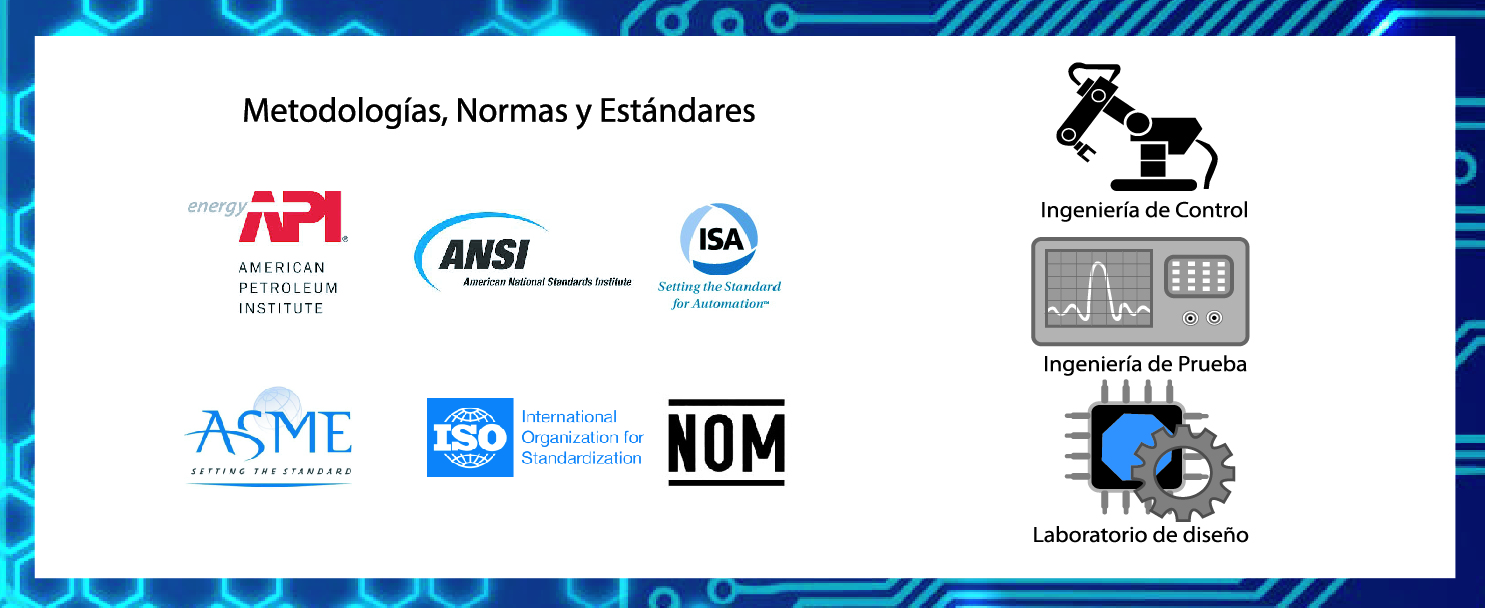 Metodologías, Normas y Estándares
energy API®
AMERICAN
PETROLEUM
INSTITUTE
ANSI
American National Standards Institute
ISA
Setting the Standard
for Automation™
ASME
SETTING THE STANDARD
ISO
International
Organization for
Standardization
NOM
Ingeniería de Control
Ingeniería de Prueba
Laboratorio de diseño